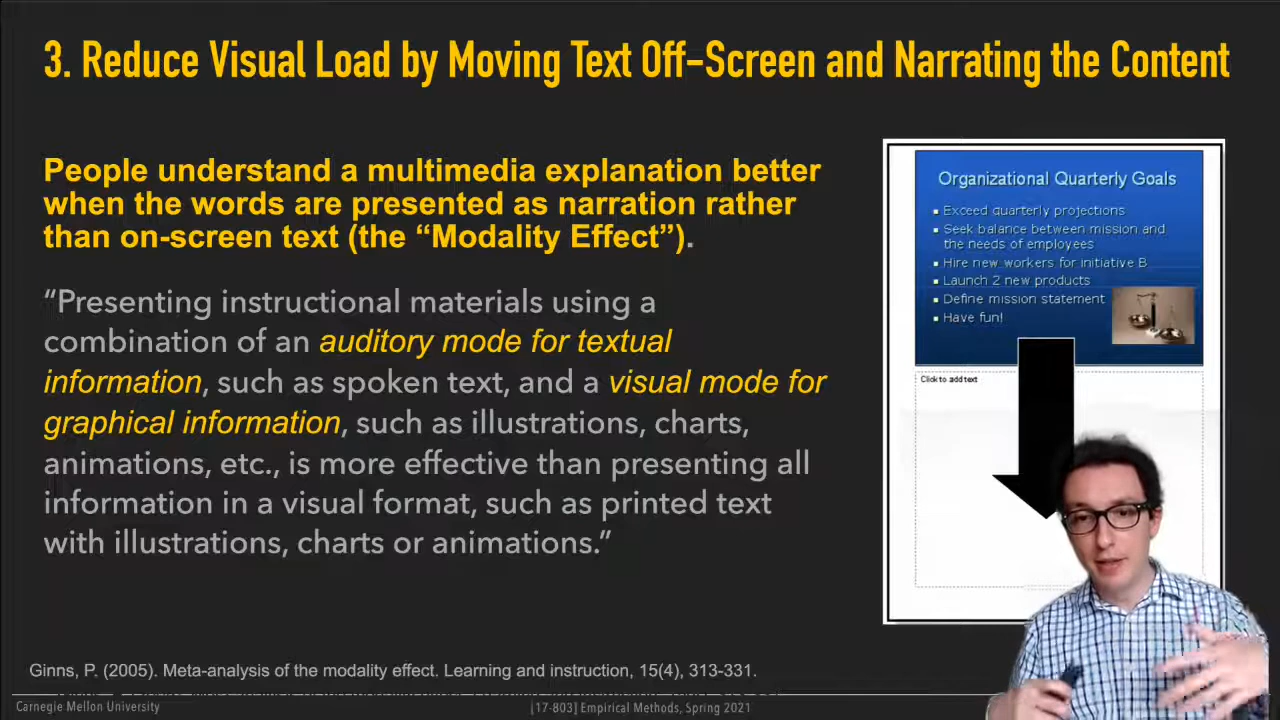 3. Reduce Visual Load by Moving Text Off-Screen and Narrating the Content
People understand a multimedia explanation better
when the words are presented as narration rather
than on-screen text (the “Modality Effect”).
“Presenting instructional materials using a
combination of an auditory mode for textual
information, such as spoken text, and a visual mode for
graphical information, such as illustrations, charts,
animations, etc., is more effective than presenting all
information in a visual format, such as printed text
with illustrations, charts or animations.”
Organizational Quarterly Goals
▪ Exceed quarterly projections
▪ Seek balance between mission and
the needs of employees
▪ Hire new workers for initiative B
▪ Launch 2 new products
▪ Define mission statement
▪ Have fun!
Click to add text
Ginns, P. (2005). Meta-analysis of the modality effect. Learning and instruction, 15(4), 313-331.
Carnegie Mellon University
[17-803] Empirical Methods, Spring 2021